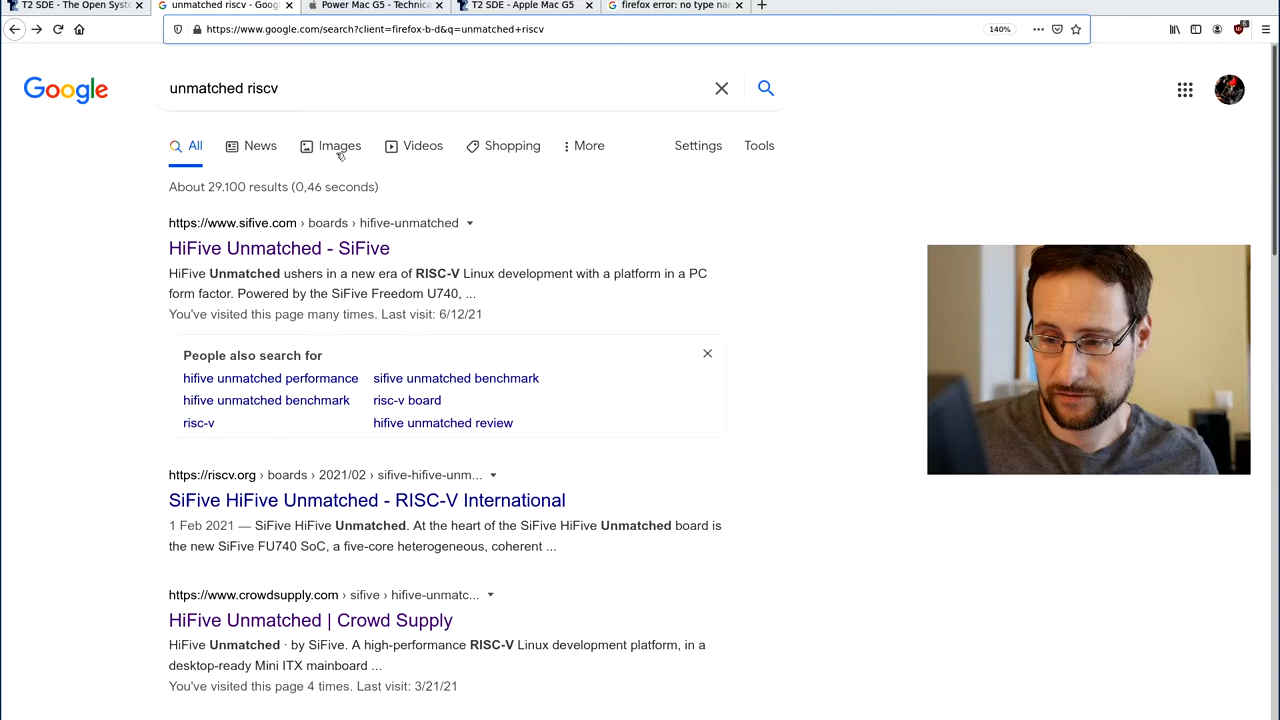 T2 SDE - The Open Syst
unmatched riscv - Goog
Power Mac G5 - Technica
T2 SDE - Apple Mac G5
firefox error: no type nam
https://www.google.com/search?client=firefox-b-d&q=unmatched+riscv
140%
Google
unmatched riscv
All
News
Images
Videos
Shopping
More
Settings
Tools
About 29.100 results (0,46 seconds)
https://www.sifive.com › boards › hifive-unmatched
HiFive Unmatched - SiFive
HiFive Unmatched ushers in a new era of RISC-V Linux development with a platform in a PC
form factor. Powered by the SiFive Freedom U740, ...
You've visited this page many times. Last visit: 6/12/21
People also search for
hifive unmatched performance
sifive unmatched benchmark
hifive unmatched benchmark
risc-v board
risc-v
hifive unmatched review
https://riscv.org › boards › 2021/02 › sifive-hifive-unm...
SiFive HiFive Unmatched - RISC-V International
1 Feb 2021 — SiFive HiFive Unmatched. At the heart of the SiFive HiFive Unmatched board is
the new SiFive FU740 SoC, a five-core heterogeneous, coherent ...
https://www.crowdsupply.com › sifive › hifive-unmatc...
HiFive Unmatched | Crowd Supply
HiFive Unmatched · by SiFive. A high-performance RISC-V Linux development platform, in a
desktop-ready Mini ITX mainboard ...
You've visited this page 4 times. Last visit: 3/21/21